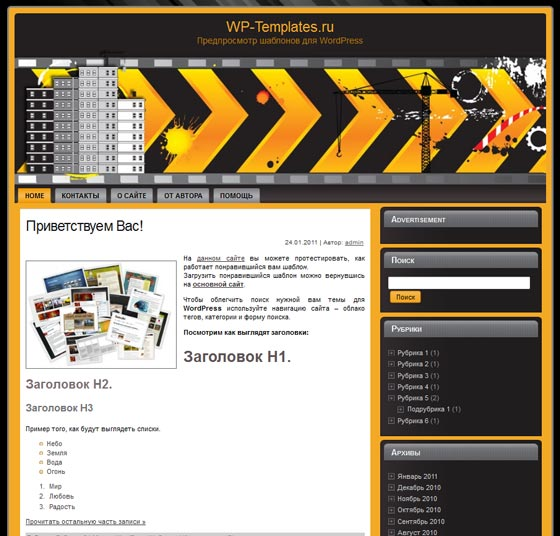 WP-Templates.ru
Предпросмотр шаблонов для WordPress
HOME
КОНТАКТЫ
О САЙТЕ
ОТ АВТОРА
ПОМОЩЬ
Приветствуем Вас!
24.01.2011 | Автор: admin
На данном сайте вы можете протестировать, как
работает понравившийся вам шаблон.
Загрузить понравившийся шаблон можно вернувшись
на основной сайт.
Чтобы облегчить поиск нужной вам темы для
WordPress используйте навигацию сайта – облако
тегов, категории и форму поиска.
Посмотрим как выглядят заголовки:
Заголовок H1.
Заголовок H2.
Заголовок H3
Пример того, как будут выглядеть списки.
Небо
Земля
Вода
Огонь
1. Мир
2. Любовь
3. Радость
Прочитать остальную часть записи »
Advertisement
Поиск
Поиск
Рубрики
Рубрика 1 (1)
Рубрика 2 (1)
Рубрика 3 (1)
Рубрика 4 (1)
Рубрика 5 (2)
Подрубрика 1 (1)
Рубрика 6 (1)
Архивы
Январь 2011
Декабрь 2010
Ноябрь 2010
Октябрь 2010
Сентябрь 2010
Август 2010